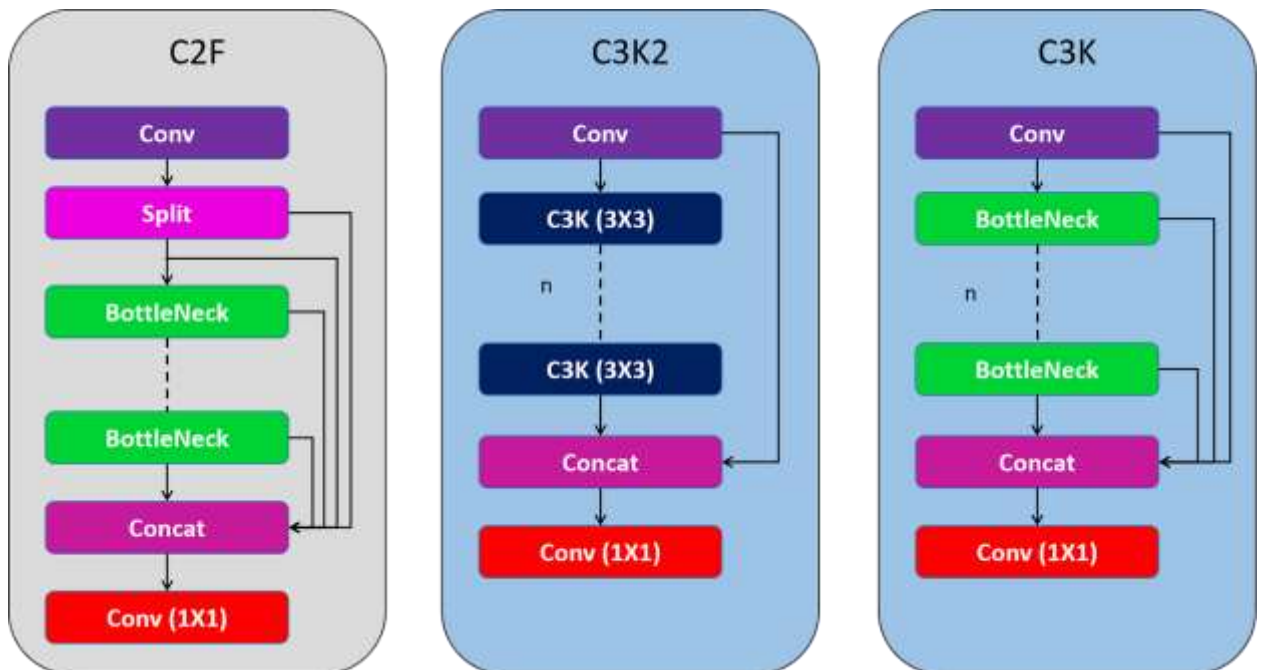 C2F
Conv
Split
BottleNeck
BottleNeck
Concat
Conv (1X1)
C3K2
Conv
C3K (3X3)
n
C3K (3X3)
Concat
Conv (1X1)
C3K
Conv
BottleNeck
n
BottleNeck
Concat
Conv (1X1)